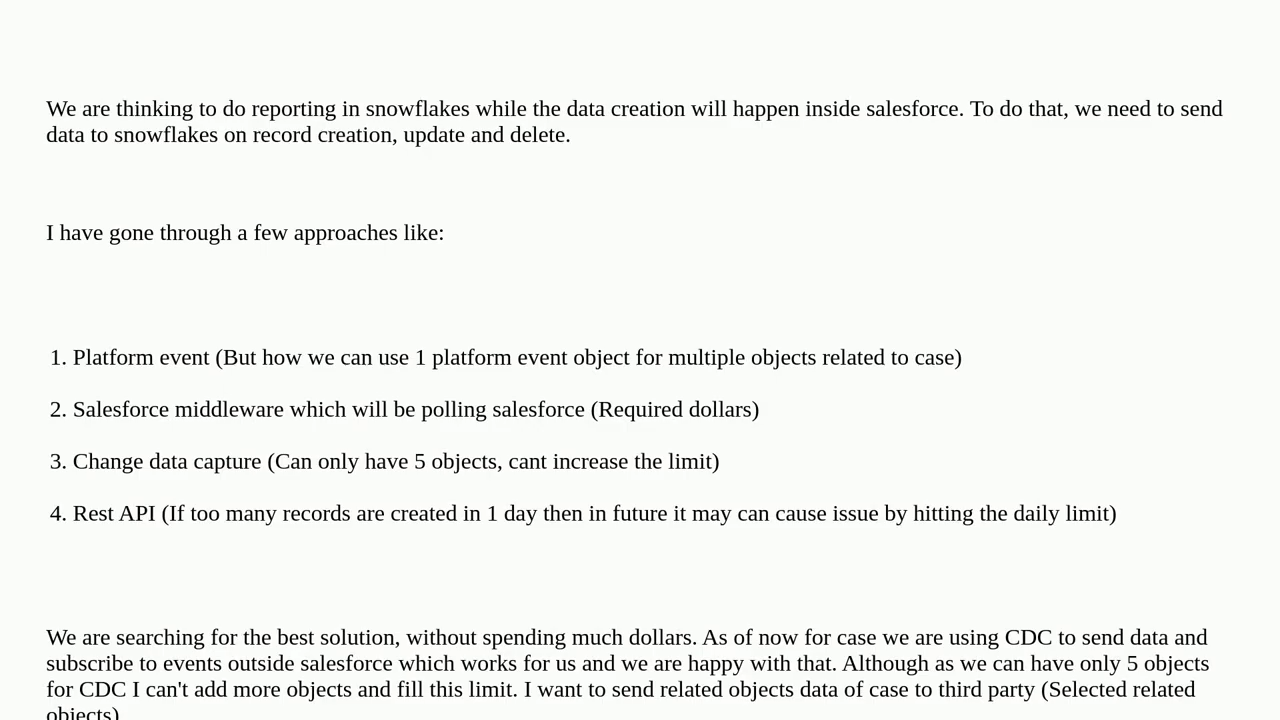 We are thinking to do reporting in snowflakes while the data creation will happen inside salesforce. To do that, we need to send
data to snowflakes on record creation, update and delete.
I have gone through a few approaches like:
1. Platform event (But how we can use 1 platform event object for multiple objects related to case)
2. Salesforce middleware which will be polling salesforce (Required dollars)
3. Change data capture (Can only have 5 objects, cant increase the limit)
4. Rest API (If too many records are created in 1 day then in future it may can cause issue by hitting the daily limit)
We are searching for the best solution, without spending much dollars. As of now for case we are using CDC to send data and
subscribe to events outside salesforce which works for us and we are happy with that. Although as we can have only 5 objects
for CDC I can't add more objects and fill this limit. I want to send related objects data of case to third party (Selected related
objects)